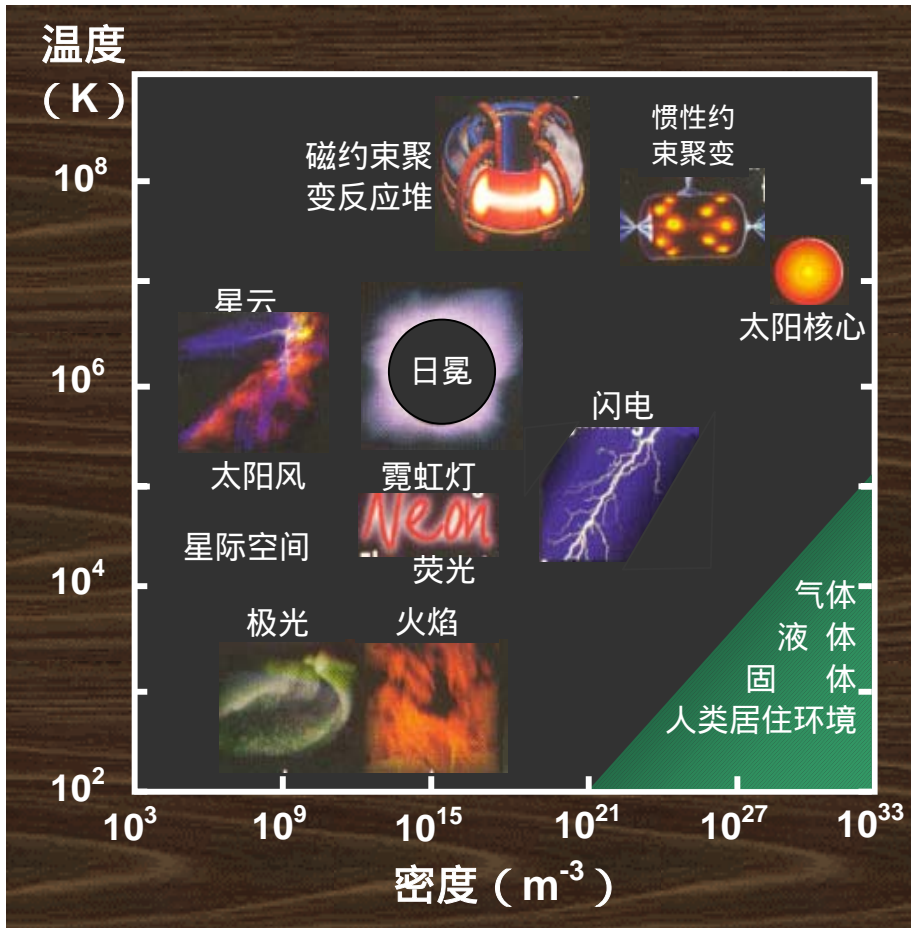 温度
（K）
磁约束聚
变反应堆
惯性约
束聚变
10⁸
太阳核心
星云
日冕
10⁶
闪电
太阳风
霓虹灯
Neon
星际空间
荧光
10⁴
气体
极光
火焰
液 体
固 体
人类居住环境
10²
10³
10⁹
10¹⁵
10²¹
10²⁷
10³³
密度（m⁻³）